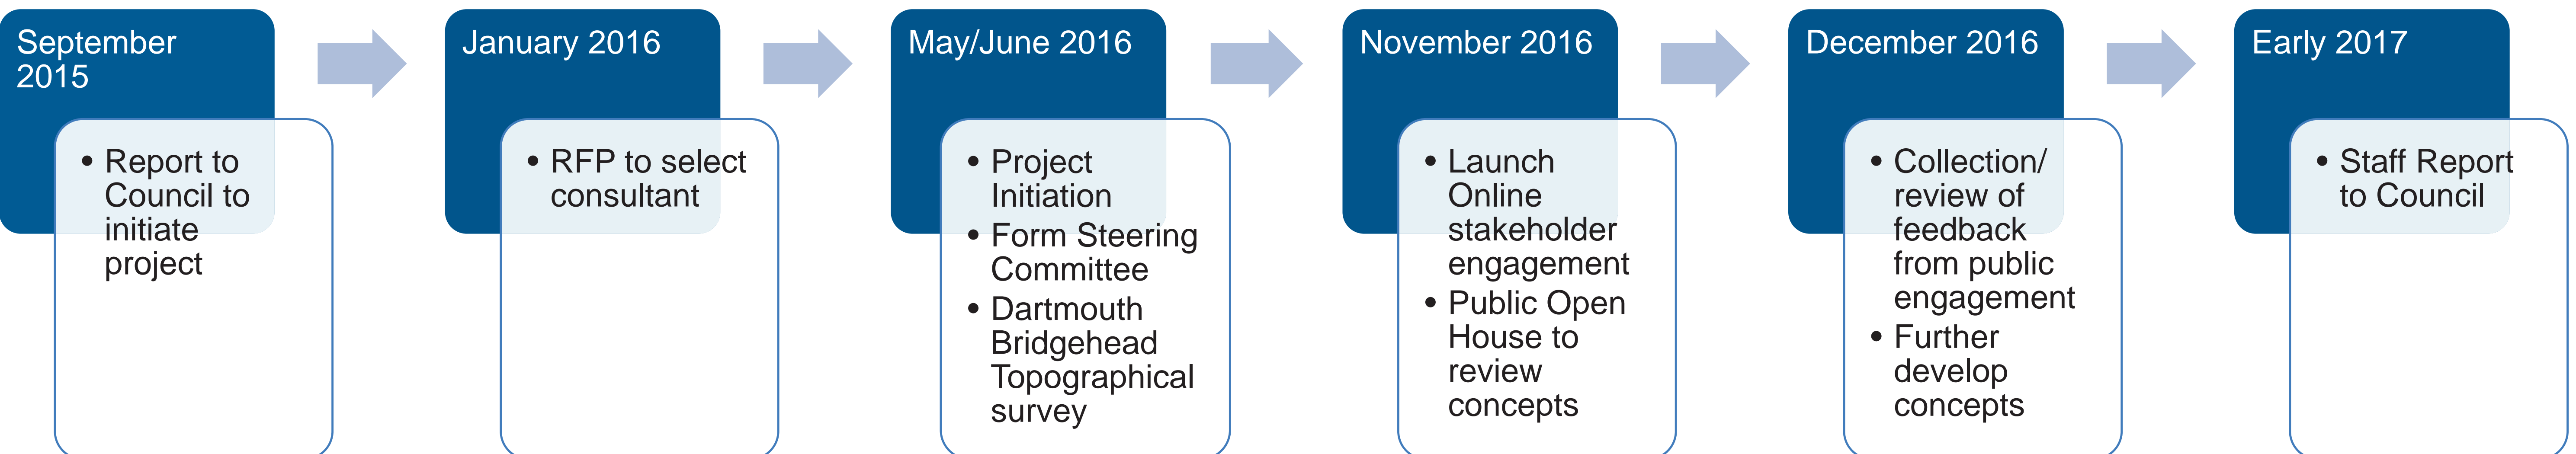 September
2015
• Report to
Council to
initiate
project
January 2016
• RFP to select
consultant
May/June 2016
• Project
Initiation
• Form Steering
Committee
• Dartmouth
Bridgehead
Topographical
survey
November 2016
• Launch
Online
stakeholder
engagement
• Public Open
House to
review
concepts
December 2016
• Collection/
review of
feedback
from public
engagement
• Further
develop
concepts
Early 2017
• Staff Report
to Council